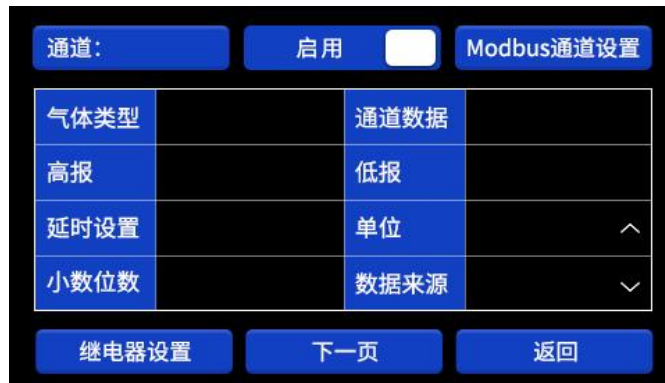 通道： 启用 Modbus通道设置
气体类型 通道数据
高报 低报
延时设置 单位
小数位数 数据来源
继电器设置 下一页 返回